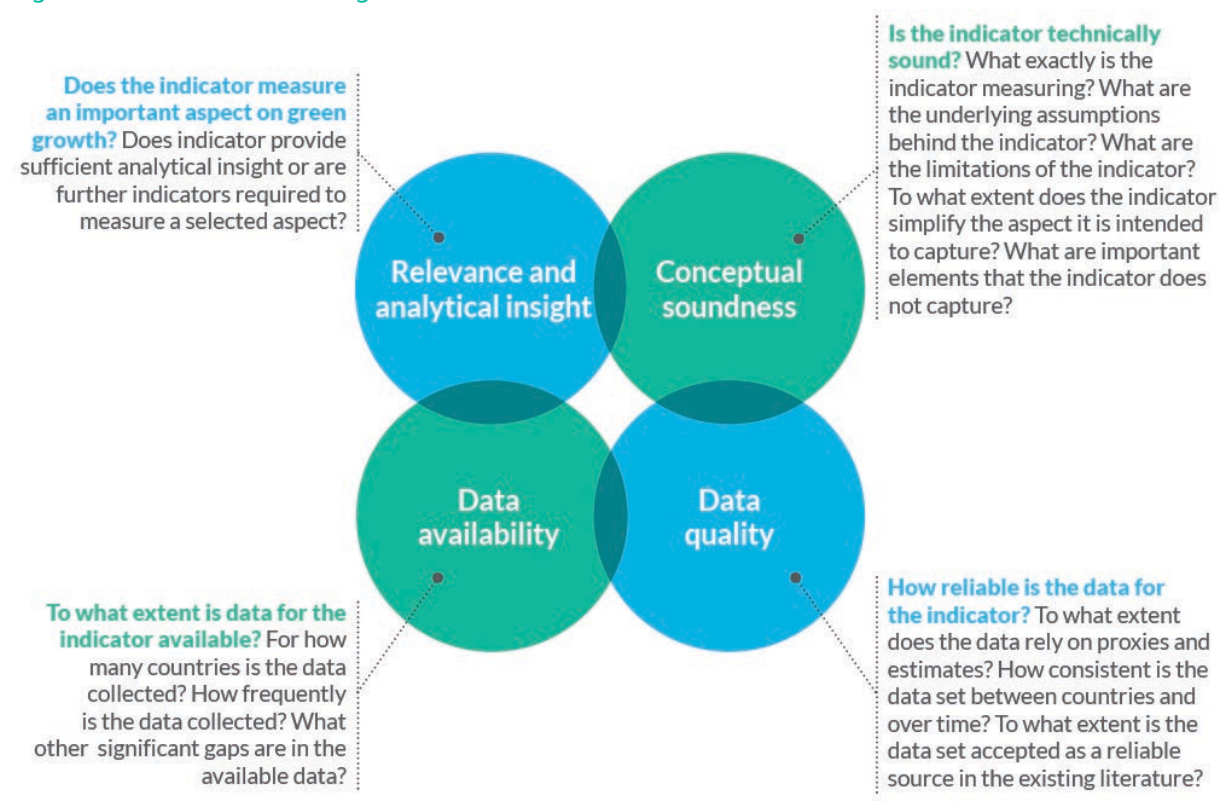 Does the indicator measure
an important aspect on green
growth? Does indicator provide
sufficient analytical insight or are
further indicators required to
measure a selected aspect?
Is the indicator technically
sound? What exactly is the
indicator measuring? What are
the underlying assumptions
behind the indicator? What are
the limitations of the indicator?
To what extent does the indicator
simplify the aspect it is intended
to capture? What are important
elements that the indicator does
not capture?
Relevance and
analytical insight
Conceptual
soundness
Data
availability
Data
quality
To what extent is data for the
indicator available? For how
many countries is the data
collected? How frequently
is the data collected? What
other significant gaps are in the
available data?
How reliable is the data for
the indicator? To what extent
does the data rely on proxies and
estimates? How consistent is the
data set between countries and
over time? To what extent is the
data set accepted as a reliable
source in the existing literature?